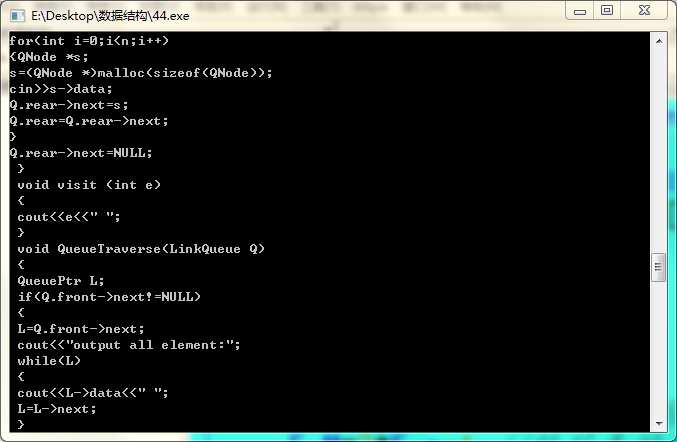 E:\Desktop\数据结构\44.exe
for(int i=0;i<n;i++)
{QNode *s;
s=(QNode *)malloc(sizeof(QNode));
cin>>s->data;
Q.rear->next=s;
Q.rear=Q.rear->next;
}
Q.rear->next=NULL;
}
void visit (int e)
{
cout<<e<<" ";
}
void QueueTraverse(LinkQueue Q)
{
QueuePtr L;
if(Q.front->next!=NULL)
{
L=Q.front->next;
cout<<"output all element:";
while(L)
{
cout<<L->data<<" ";
L=L->next;
}